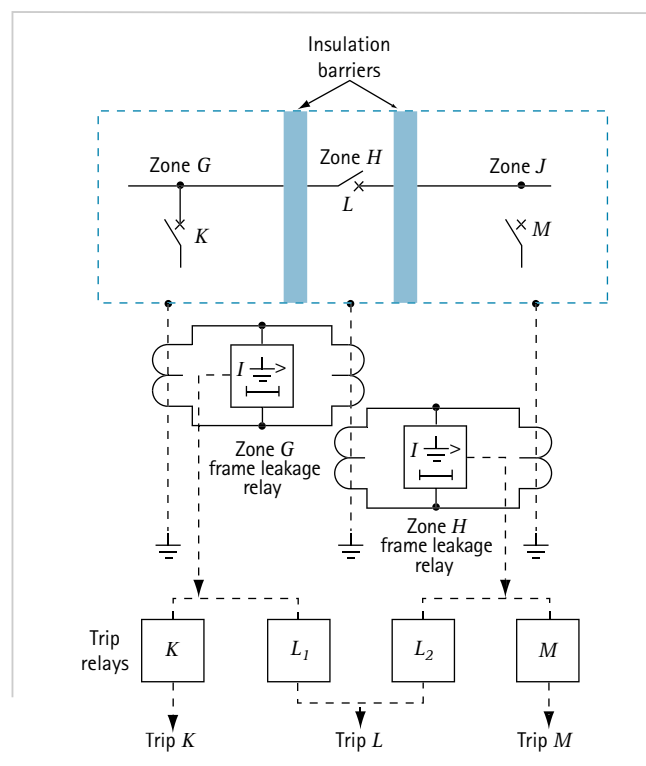 Insulation
barriers
Zone G
Zone H
Zone J
L
K
M
I >
I >
Zone G
frame leakage
relay
Zone H
frame leakage
relay
Trip
relays
K
L1
L2
M
Trip K
Trip L
Trip M